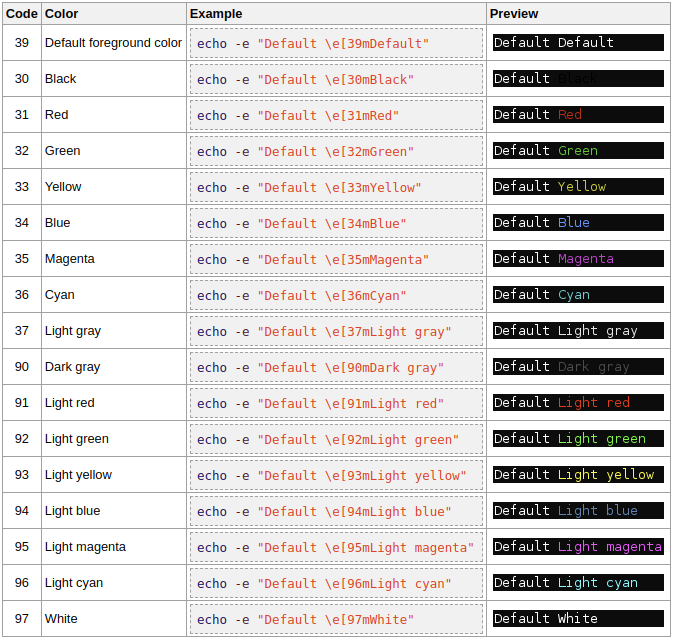 Code Color Example Preview
39 Default foreground color echo -e "Default \e[39mDefault" Default Default
30 Black echo -e "Default \e[30mBlack" Default Black
31 Red echo -e "Default \e[31mRed" Default Red
32 Green echo -e "Default \e[32mGreen" Default Green
33 Yellow echo -e "Default \e[33mYellow" Default Yellow
34 Blue echo -e "Default \e[34mBlue" Default Blue
35 Magenta echo -e "Default \e[35mMagenta" Default Magenta
36 Cyan echo -e "Default \e[36mCyan" Default Cyan
37 Light gray echo -e "Default \e[37mLight gray" Default Light gray
90 Dark gray echo -e "Default \e[90mDark gray" Default Dark gray
91 Light red echo -e "Default \e[91mLight red" Default Light red
92 Light green echo -e "Default \e[92mLight green" Default Light green
93 Light yellow echo -e "Default \e[93mLight yellow" Default Light yellow
94 Light blue echo -e "Default \e[94mLight blue" Default Light blue
95 Light magenta echo -e "Default \e[95mLight magenta" Default Light magenta
96 Light cyan echo -e "Default \e[96mLight cyan" Default Light cyan
97 White echo -e "Default \e[97mWhite" Default White